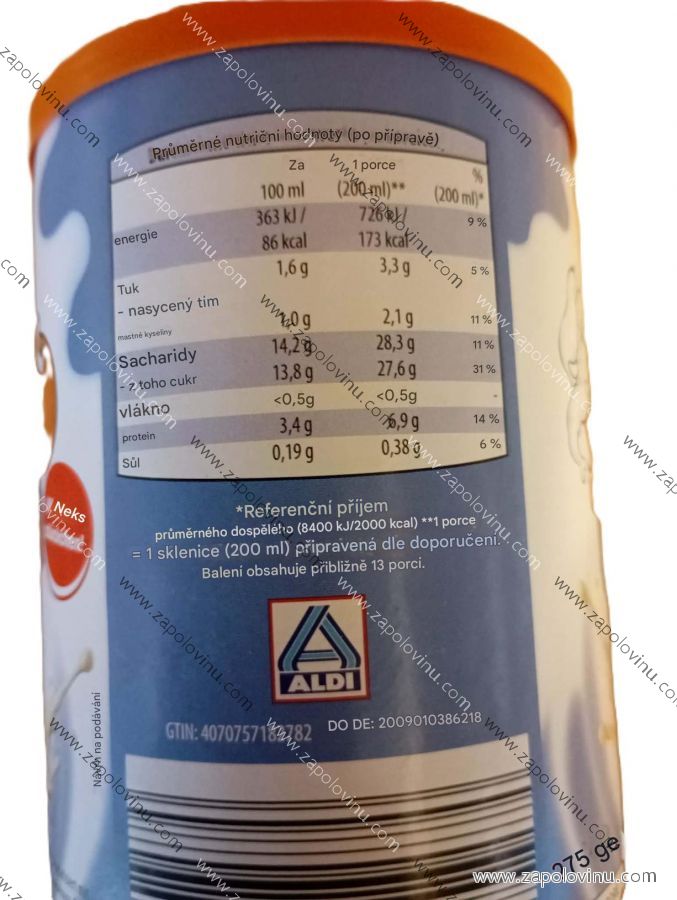 Průměrné nutriční hodnoty (po přípravě)
Za 1 porce %
100 ml (200 ml)** (200 ml)*
energie 363 kJ / 726 kJ / 9 %
86 kcal 173 kcal
Tuk 1,6 g 3,3 g 5 %
- nasycený tím
mastné kyseliny 1,0 g 2,1 g 11 %
Sacharidy 14,2 g 28,3 g 11 %
- z toho cukr 13,8 g 27,6 g 31 %
vlákno <0,5g <0,5g -
protein 3,4 g 6,9 g 14 %
Sůl 0,19 g 0,38 g 6 %
Neks
*Referenční příjem
průměrného dospělého (8400 kJ/2000 kcal) **1 porce
= 1 sklenice (200 ml) připravená dle doporučení.
Balení obsahuje přibližně 13 porcí.
ALDI
GTIN: DO DE: 2009010386218
Návrh na podávání
275 ge
www.zapolovinu.com